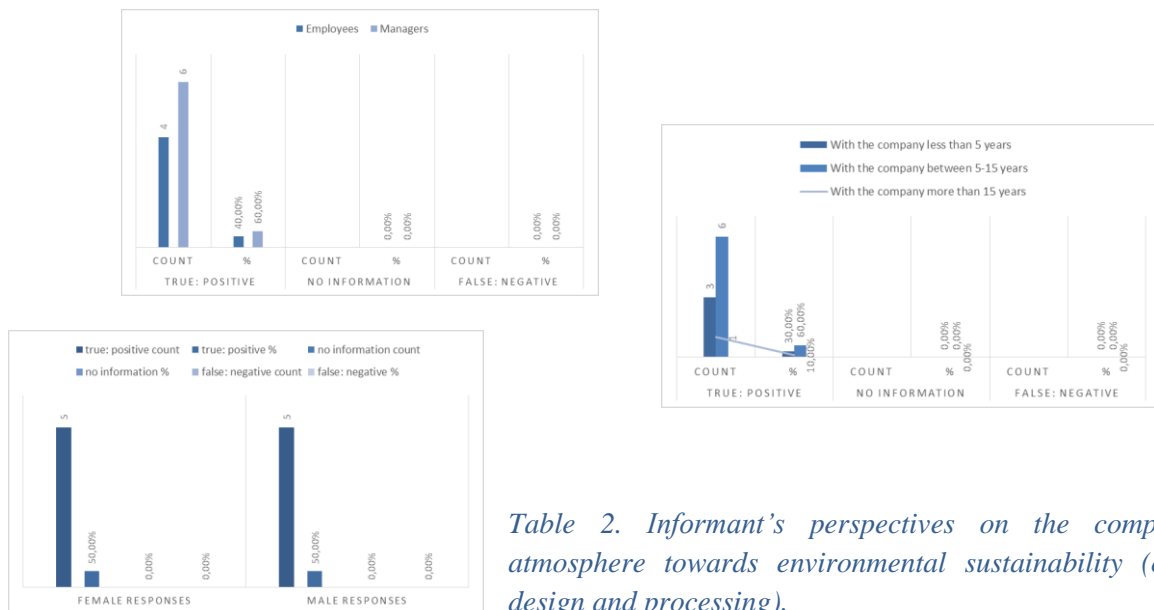 Employees Managers
4
6
40,00%
60,00%
0,00%
0,00%
0,00%
0,00%
COUNT % COUNT % COUNT %
TRUE: POSITIVE NO INFORMATION FALSE: NEGATIVE
With the company less than 5 years
With the company between 5-15 years
With the company more than 15 years
3
6
1
30,00%
60,00%
10,00%
0,00%
0,00%
0,00%
0,00%
0,00%
0,00%
COUNT % COUNT % COUNT %
TRUE: POSITIVE NO INFORMATION FALSE: NEGATIVE
true: positive count true: positive % no information count
no information % false: negative count false: negative %
5
50,00%
0,00%
0,00%
5
50,00%
0,00%
0,00%
FEMALE RESPONSES MALE RESPONSES
Table 2. Informant's perspectives on the comp
atmosphere towards environmental sustainability (
design and processing).